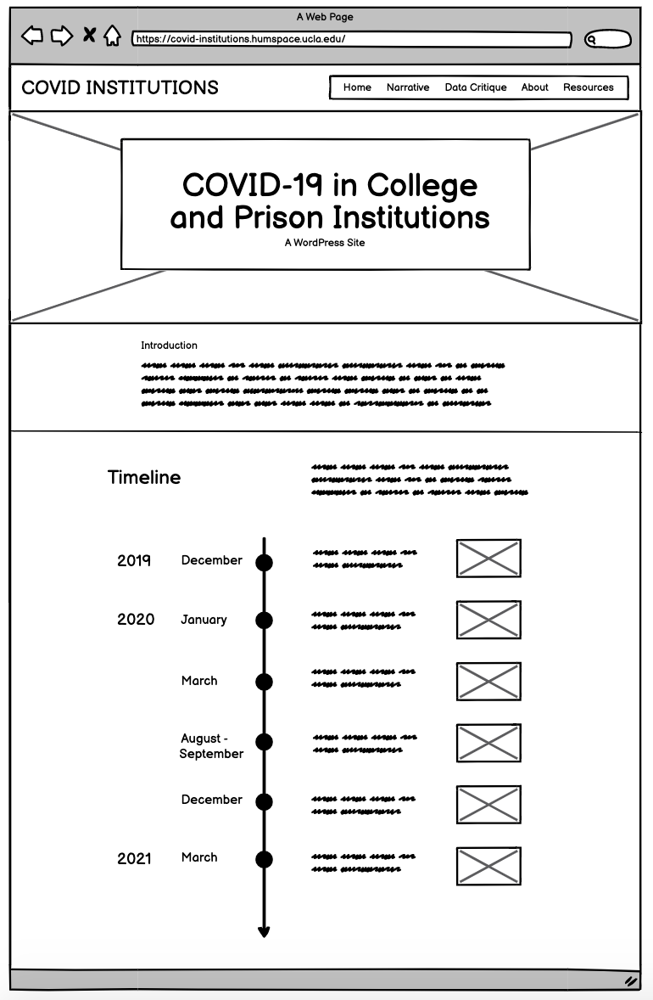 A Web Page
https://covid-institutions.humspace.ucla.edu/
COVID INSTITUTIONS
Home Narrative Data Critique About Resources
COVID-19 in College
and Prison Institutions
A WordPress Site
Introduction
Timeline
2019 December
2020 January
March
August -
September
December
2021 March